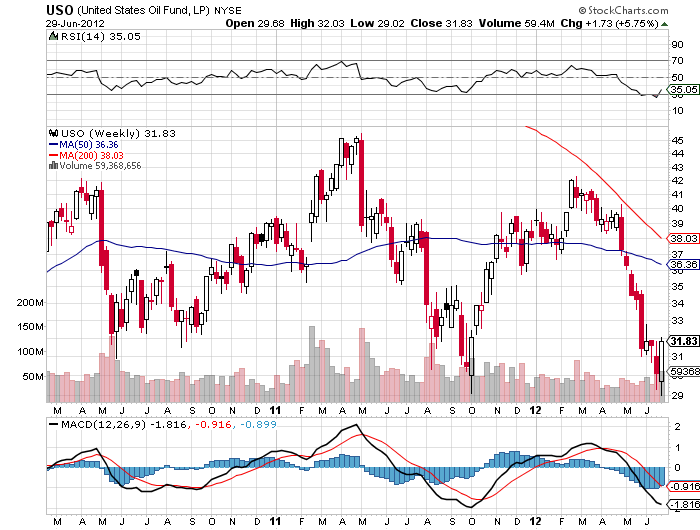 USO (United States Oil Fund, LP) NYSE
© StockCharts.com
29-Jun-2012
Open 29.68 High 32.03 Low 29.02 Close 31.83 Volume 59.4M Chg +1.73 (+5.75%)
RSI(14) 35.05
90
70
50
35.05
30
10
USO (Weekly) 31.83
MA(50) 36.36
MA(200) 38.03
Volume 59,368,656
45
44
43
42
41
40
39
38.03
37
36.36
36
35
34
33
32
31.83
31
30
59368
29
200M
150M
100M
50M
M A M J J A S O N D 11 F M A M J J A S O N D 12 F M A M J
MACD(12,26,9) -1.816, -0.916, -0.899
2
1
0
-0.916
-1.816
M A M J J A S O N D 11 F M A M J J A S O N D 12 F M A M J